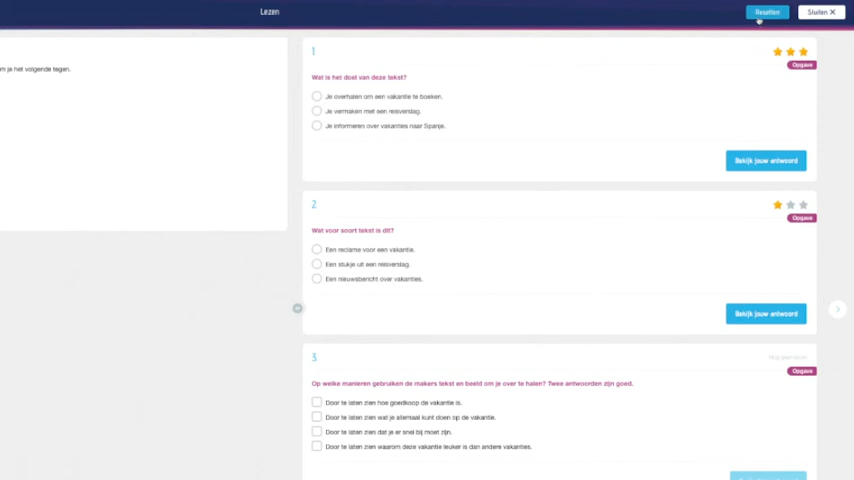 Lezen
Resetten
Sluiten ✕
m je het volgende tegen.
1
Opgave
Wat is het doel van deze tekst?
Je overhalen om een vakantie te boeken.
Je vermaken met een reisverslag.
Je informeren over vakanties naar Spanje.
Bekijk jouw antwoord
2
Opgave
Wat voor soort tekst is dit?
Een reclame voor een vakantie.
Een stukje uit een reisverslag.
Een nieuwsbericht over vakanties.
Bekijk jouw antwoord
3
Opgave
Op welke manieren gebruiken de makers tekst en beeld om je over te halen? Twee antwoorden zijn goed.
Door te laten zien hoe goedkoop de vakantie is.
Door te laten zien wat je allemaal kunt doen op de vakantie.
Door te laten zien dat je er snel bij moet zijn.
Door te laten zien waarom deze vakantie leuker is dan andere vakanties.